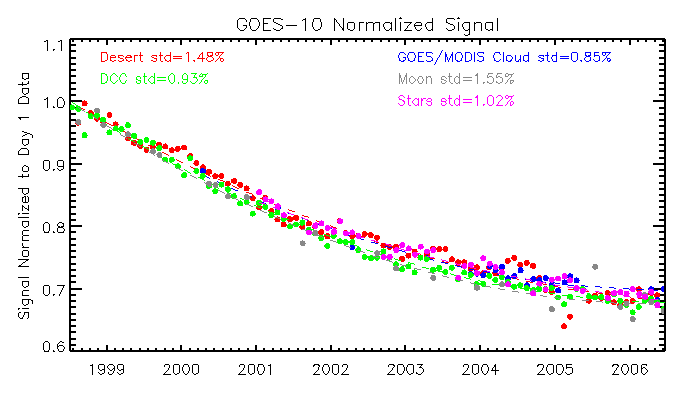 GOES-10 Normalized Signal
Desert std=1.48%
DCC std=0.93%
GOES/MODIS Cloud std=0.85%
Moon std=1.55%
Stars std=1.02%
Signal Normalized to Day 1 Data
1.1
1.0
0.9
0.8
0.7
0.6
1999 2000 2001 2002 2003 2004 2005 2006